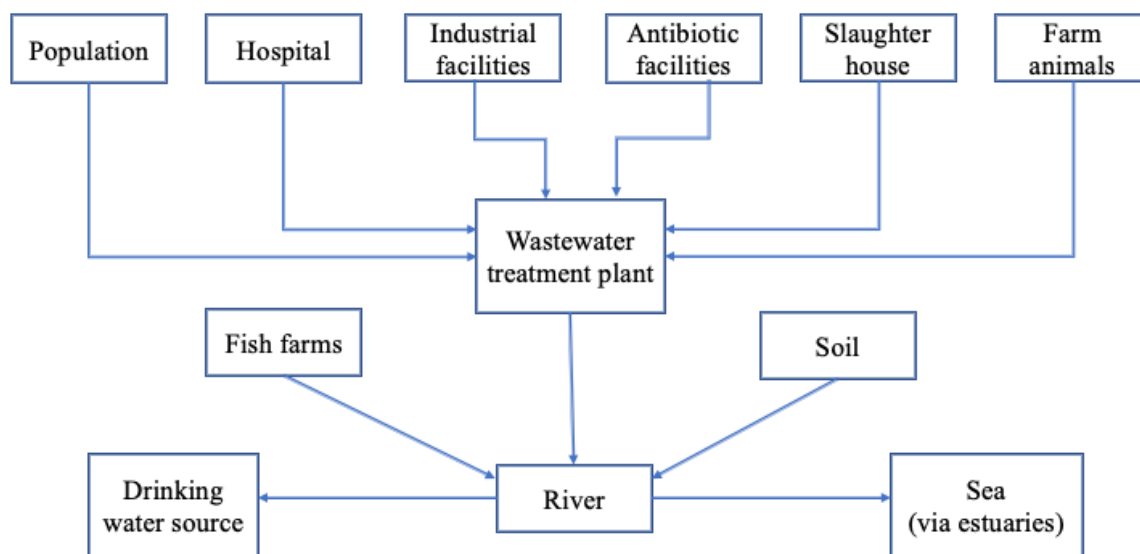 Population
Hospital
Industrial
facilities
Antibiotic
facilities
Slaughter
house
Farm
animals
Wastewater
treatment plant
Fish farms
Soil
Drinking
water source
River
Sea
(via estuaries)